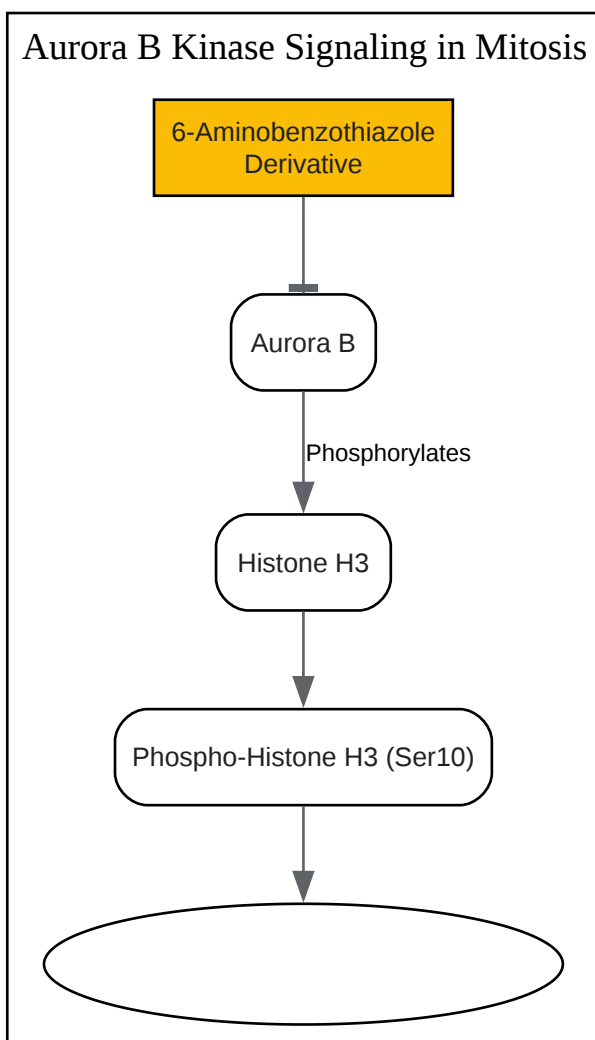 Aurora B Kinase Signaling in Mitosis
6-Aminobenzothiazole
Derivative
Aurora B
Phosphorylates
Histone H3
Phospho-Histone H3 (Ser10)